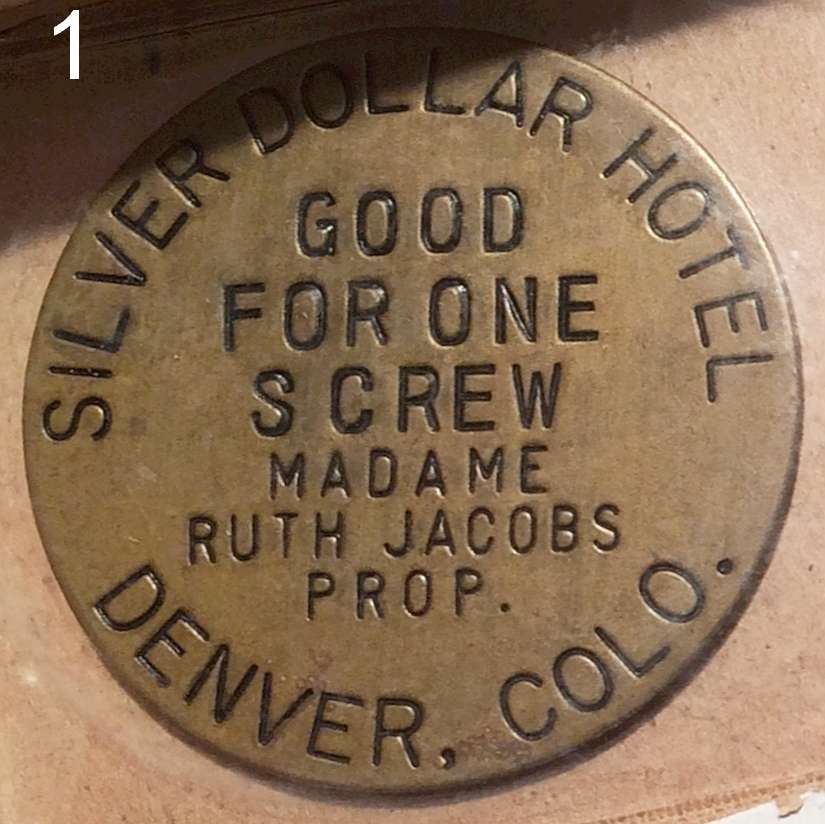 1
SILVER DOLLAR HOTEL
GOOD
FOR ONE
SCREW
MADAME
RUTH JACOBS
PROP.
DENVER, COLO.